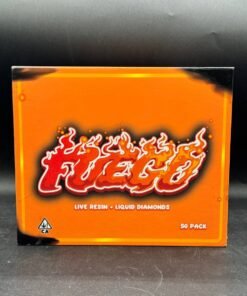 FUEGO
LIVE RESIN + LIQUID DIAMONDS
50 PACK